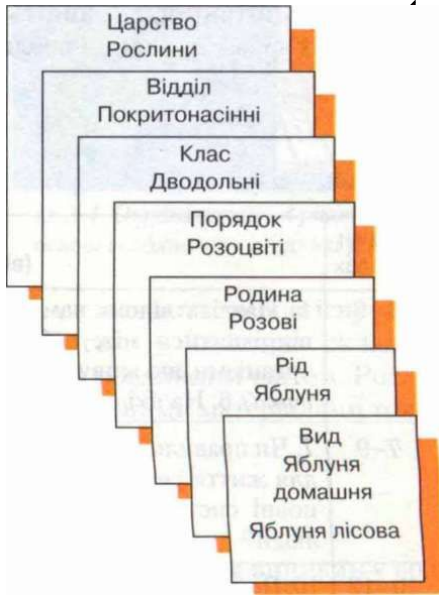 Царство
Рослини
Відділ
Покритонасінні
Клас
Дводольні
Порядок
Розоцвіті
Родина
Розові
Рід
Яблуня
Вид
Яблуня
домашня
Яблуня лісова